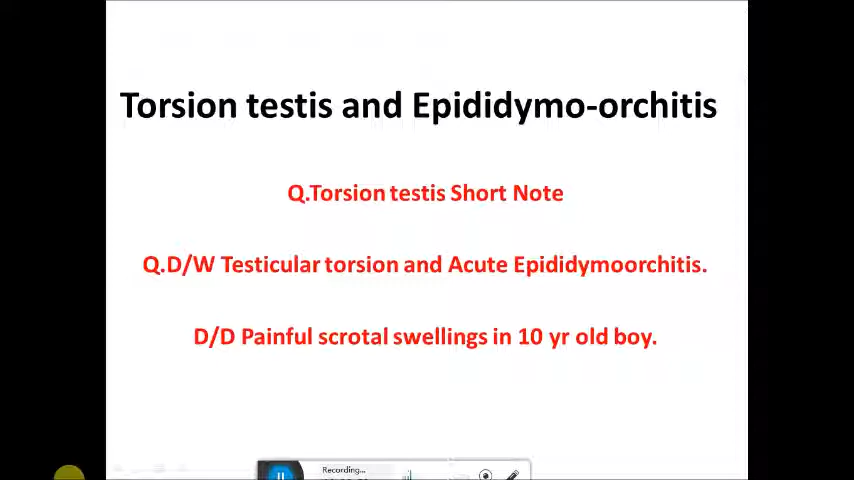 Torsion testis and Epididymo-orchitis
Q.Torsion testis Short Note
Q.D/W Testicular torsion and Acute Epididymoorchitis.
D/D Painful scrotal swellings in 10 yr old boy.
Recording...